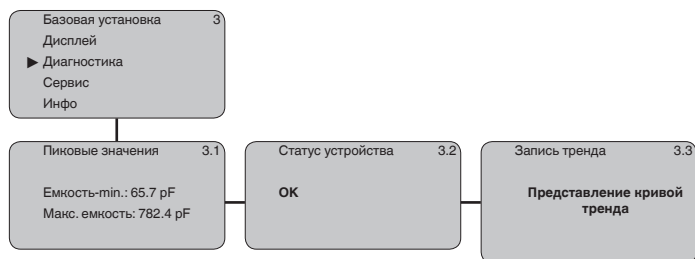 Базовая установка 3
Дисплей
▶ Диагностика
Сервис
Инфо
Пиковые значения 3.1
Емкость-min.: 65.7 pF
Макс. емкость: 782.4 pF
Статус устройства 3.2
OK
Запись тренда 3.3
Представление кривой
тренда